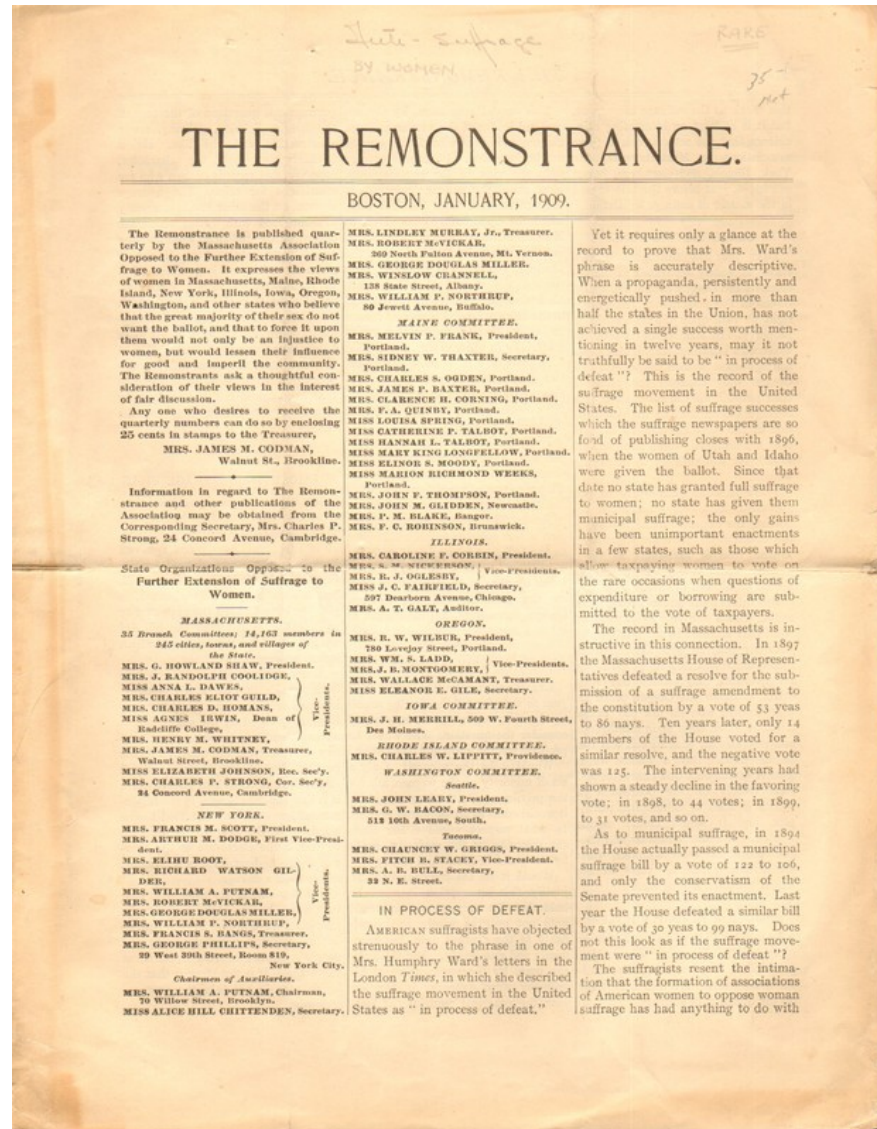 Anti-Suffrage
BY WOMEN
RARE
35-
net
THE REMONSTRANCE.
BOSTON, JANUARY, 1909.
The Remonstrance is published quar-
terly by the Massachusetts Association
Opposed to the Further Extension of Suf-
frage to Women. It expresses the views
of women in Massachusetts, Maine, Rhode
Island, New York, Illinois, Iowa, Oregon,
Washington, and other states who believe
that the great majority of their sex do not
want the ballot, and that to force it upon
them would not only be an injustice to
women, but would lessen their influence
for good and imperil the community.
The Remonstrants ask a thoughtful con-
sideration of their views in the interest
of fair discussion.
Any one who desires to receive the
quarterly numbers can do so by enclosing
25 cents in stamps to the Treasurer,
MRS. JAMES M. CODMAN,
Walnut St., Brookline.
Information in regard to The Remon-
strance and other publications of the
Association may be obtained from the
Corresponding Secretary, Mrs. Charles P.
Strong, 24 Concord Avenue, Cambridge.
State Organizations Opposed to the
Further Extension of Suffrage to
Women.
MASSACHUSETTS.
35 Branch Committees; 14,163 members in
245 cities, towns, and villages of
the State.
MRS. G. HOWLAND SHAW, President.
MRS. J. RANDOLPH COOLIDGE,
MISS ANNA L. DAWES,
MRS. CHARLES ELIOT GUILD,
MRS. CHARLES D. HOMANS,
MISS AGNES IRWIN, Dean of
Radcliffe College,
MRS. HENRY M. WHITNEY,
Vice-
Presidents.
MRS. JAMES M. CODMAN, Treasurer,
Walnut Street, Brookline.
MISS ELIZABETH JOHNSON, Rec. Sec'y.
MRS. CHARLES P. STRONG, Cor. Sec'y,
24 Concord Avenue, Cambridge.
NEW YORK.
MRS. FRANCIS M. SCOTT, President.
MRS. ARTHUR M. DODGE, First Vice-Presi-
dent.
MRS. ELIHU ROOT,
MRS. RICHARD WATSON GIL-
DER,
MRS. WILLIAM A. PUTNAM,
MRS. ROBERT McVICKAR,
MRS. GEORGE DOUGLAS MILLER,
MRS. WILLIAM P. NORTHRUP,
Vice-
Presidents.
MRS. FRANCIS S. BANGS, Treasurer.
MRS. GEORGE PHILLIPS, Secretary,
29 West 39th Street, Room 819,
New York City.
Chairmen of Auxiliaries.
MRS. WILLIAM A. PUTNAM, Chairman,
70 Willow Street, Brooklyn.
MISS ALICE HILL CHITTENDEN, Secretary.
MRS. LINDLEY MURRAY, Jr., Treasurer.
MRS. ROBERT McVICKAR,
269 North Fulton Avenue, Mt. Vernon.
MRS. GEORGE DOUGLAS MILLER.
MRS. WINSLOW CRANNELL,
138 State Street, Albany.
MRS. WILLIAM P. NORTHRUP,
80 Jewett Avenue, Buffalo.
MAINE COMMITTEE.
MRS. MELVIN P. FRANK, President,
Portland.
MRS. SIDNEY W. THAXTER, Secretary,
Portland.
MRS. CHARLES S. OGDEN, Portland.
MRS. JAMES P. BAXTER, Portland.
MRS. CLARENCE H. CORNING, Portland.
MRS. F. A. QUINBY, Portland.
MISS LOUISA SPRING, Portland.
MISS CATHERINE P. TALBOT, Portland.
MISS HANNAH L. TALBOT, Portland.
MISS MARY KING LONGFELLOW, Portland.
MISS ELINOR S. MOODY, Portland.
MISS MARION RICHMOND WEEKS,
Portland.
MRS. JOHN F. THOMPSON, Portland.
MRS. JOHN M. GLIDDEN, Newcastle.
MRS. P. M. BLAKE, Bangor.
MRS. F. C. ROBINSON, Brunswick.
ILLINOIS.
MRS. CAROLINE F. CORBIN, President.
MRS. S. M. NICKERSON,
MRS. R. J. OGLESBY,
Vice-Presidents.
MISS J. C. FAIRFIELD, Secretary,
597 Dearborn Avenue, Chicago.
MRS. A. T. GALT, Auditor.
OREGON.
MRS. R. W. WILBUR, President,
780 Lovejoy Street, Portland.
MRS. WM. S. LADD,
MRS. J. B. MONTGOMERY,
Vice-Presidents.
MRS. WALLACE McCAMANT, Treasurer.
MISS ELEANOR E. GILE, Secretary.
IOWA COMMITTEE.
MRS. J. H. MERRILL, 509 W. Fourth Street,
Des Moines.
RHODE ISLAND COMMITTEE.
MRS. CHARLES W. LIPPITT, Providence.
WASHINGTON COMMITTEE.
Seattle.
MRS. JOHN LEARY, President.
MRS. G. W. BACON, Secretary,
512 10th Avenue, South.
Tacoma.
MRS. CHAUNCEY W. GRIGGS, President.
MRS. FITCH B. STACEY, Vice-President.
MRS. A. B. BULL, Secretary,
32 N. E. Street.
IN PROCESS OF DEFEAT.
AMERICAN suffragists have objected
strenuously to the phrase in one of
Mrs. Humphry Ward's letters in the
London Times, in which she described
the suffrage movement in the United
States as "in process of defeat."
Yet it requires only a glance at the
record to prove that Mrs. Ward's
phrase is accurately descriptive.
When a propaganda, persistently and
energetically pushed in more than
half the states in the Union, has not
achieved a single success worth men-
tioning in twelve years, may it not
truthfully be said to be "in process of
defeat"? This is the record of the
suffrage movement in the United
States. The list of suffrage successes
which the suffrage newspapers are so
fond of publishing closes with 1896,
when the women of Utah and Idaho
were given the ballot. Since that
date no state has granted full suffrage
to women; no state has given them
municipal suffrage; the only gains
have been unimportant enactments
in a few states, such as those which
allow taxpaying women to vote on
the rare occasions when questions of
expenditure or borrowing are sub-
mitted to the vote of taxpayers.
The record in Massachusetts is in-
structive in this connection. In 1897
the Massachusetts House of Represen-
tatives defeated a resolve for the sub-
mission of a suffrage amendment to
the constitution by a vote of 53 yeas
to 86 nays. Ten years later, only 14
members of the House voted for a
similar resolve, and the negative vote
was 125. The intervening years had
shown a steady decline in the favoring
vote; in 1898, to 44 votes; in 1899,
to 31 votes, and so on.
As to municipal suffrage, in 1894
the House actually passed a municipal
suffrage bill by a vote of 122 to 106,
and only the conservatism of the
Senate prevented its enactment. Last
year the House defeated a similar bill
by a vote of 30 yeas to 99 nays. Does
not this look as if the suffrage move-
ment were "in process of defeat"?
The suffragists resent the intima-
tion that the formation of associations
of American women to oppose woman
suffrage has had anything to do with